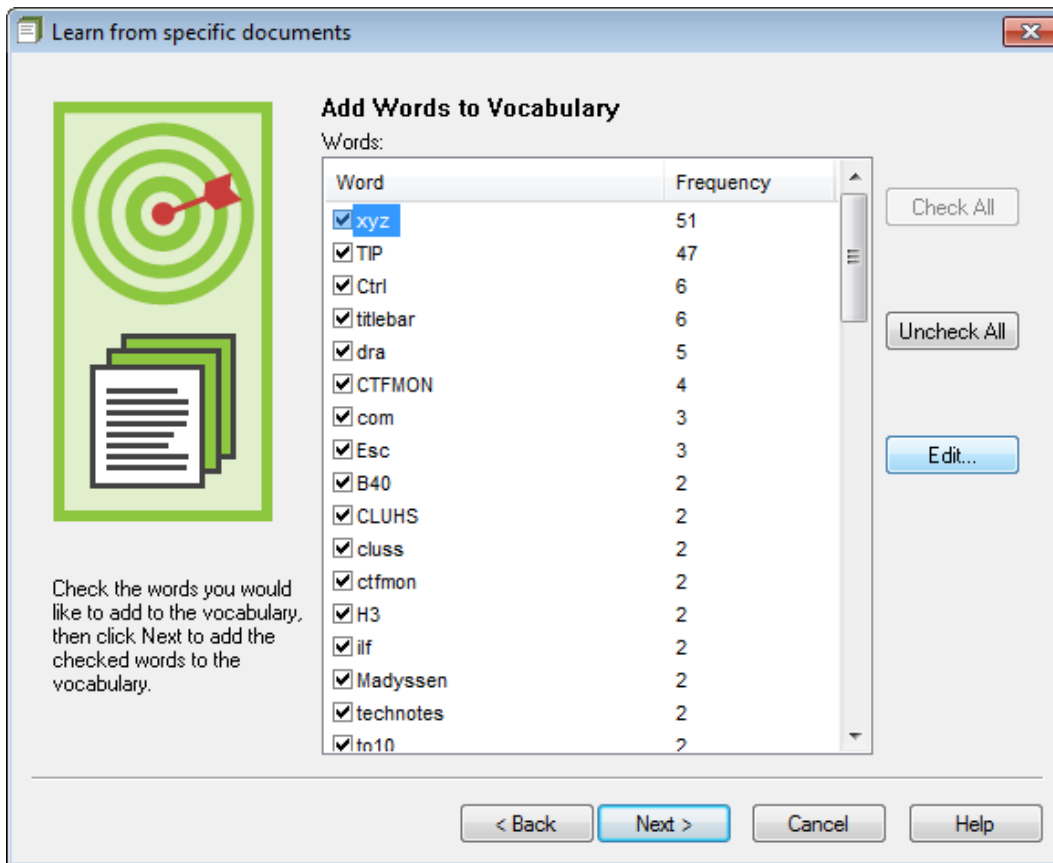 Learn from specific documents
Add Words to Vocabulary
Words:
Word Frequency
xyz 51
TIP 47
Ctrl 6
titlebar 6
dra 5
CTFMON 4
com 3
Esc 3
B40 2
CLUHS 2
cluss 2
ctfmon 2
H3 2
ilf 2
Madyssen 2
technotes 2
to10 2
Check All
Uncheck All
Edit...
Check the words you would
like to add to the vocabulary,
then click Next to add the
checked words to the
vocabulary.
< Back Next > Cancel Help